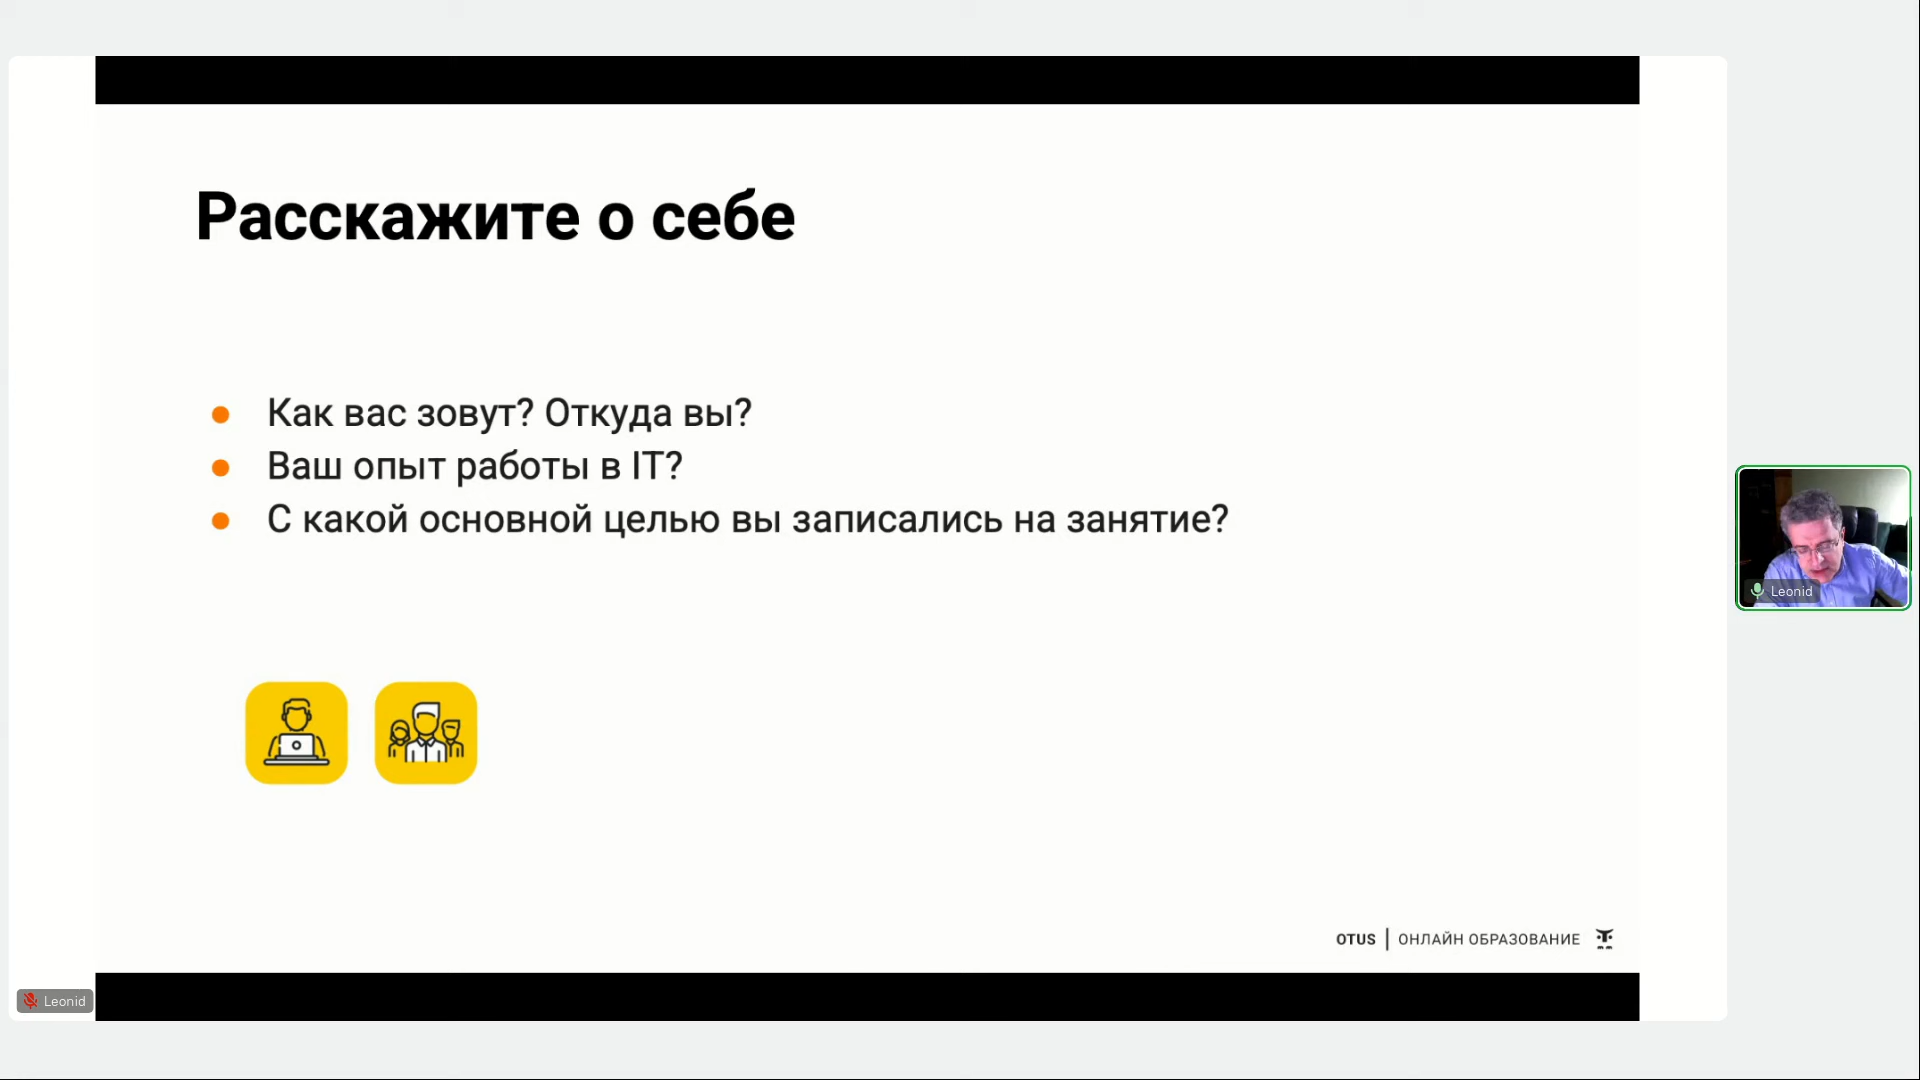 Расскажите о себе
Как вас зовут? Откуда вы?
Ваш опыт работы в IT?
С какой основной целью вы записались на занятие?
Leonid
OTUS | ОНЛАЙН ОБРАЗОВАНИЕ
Leonid